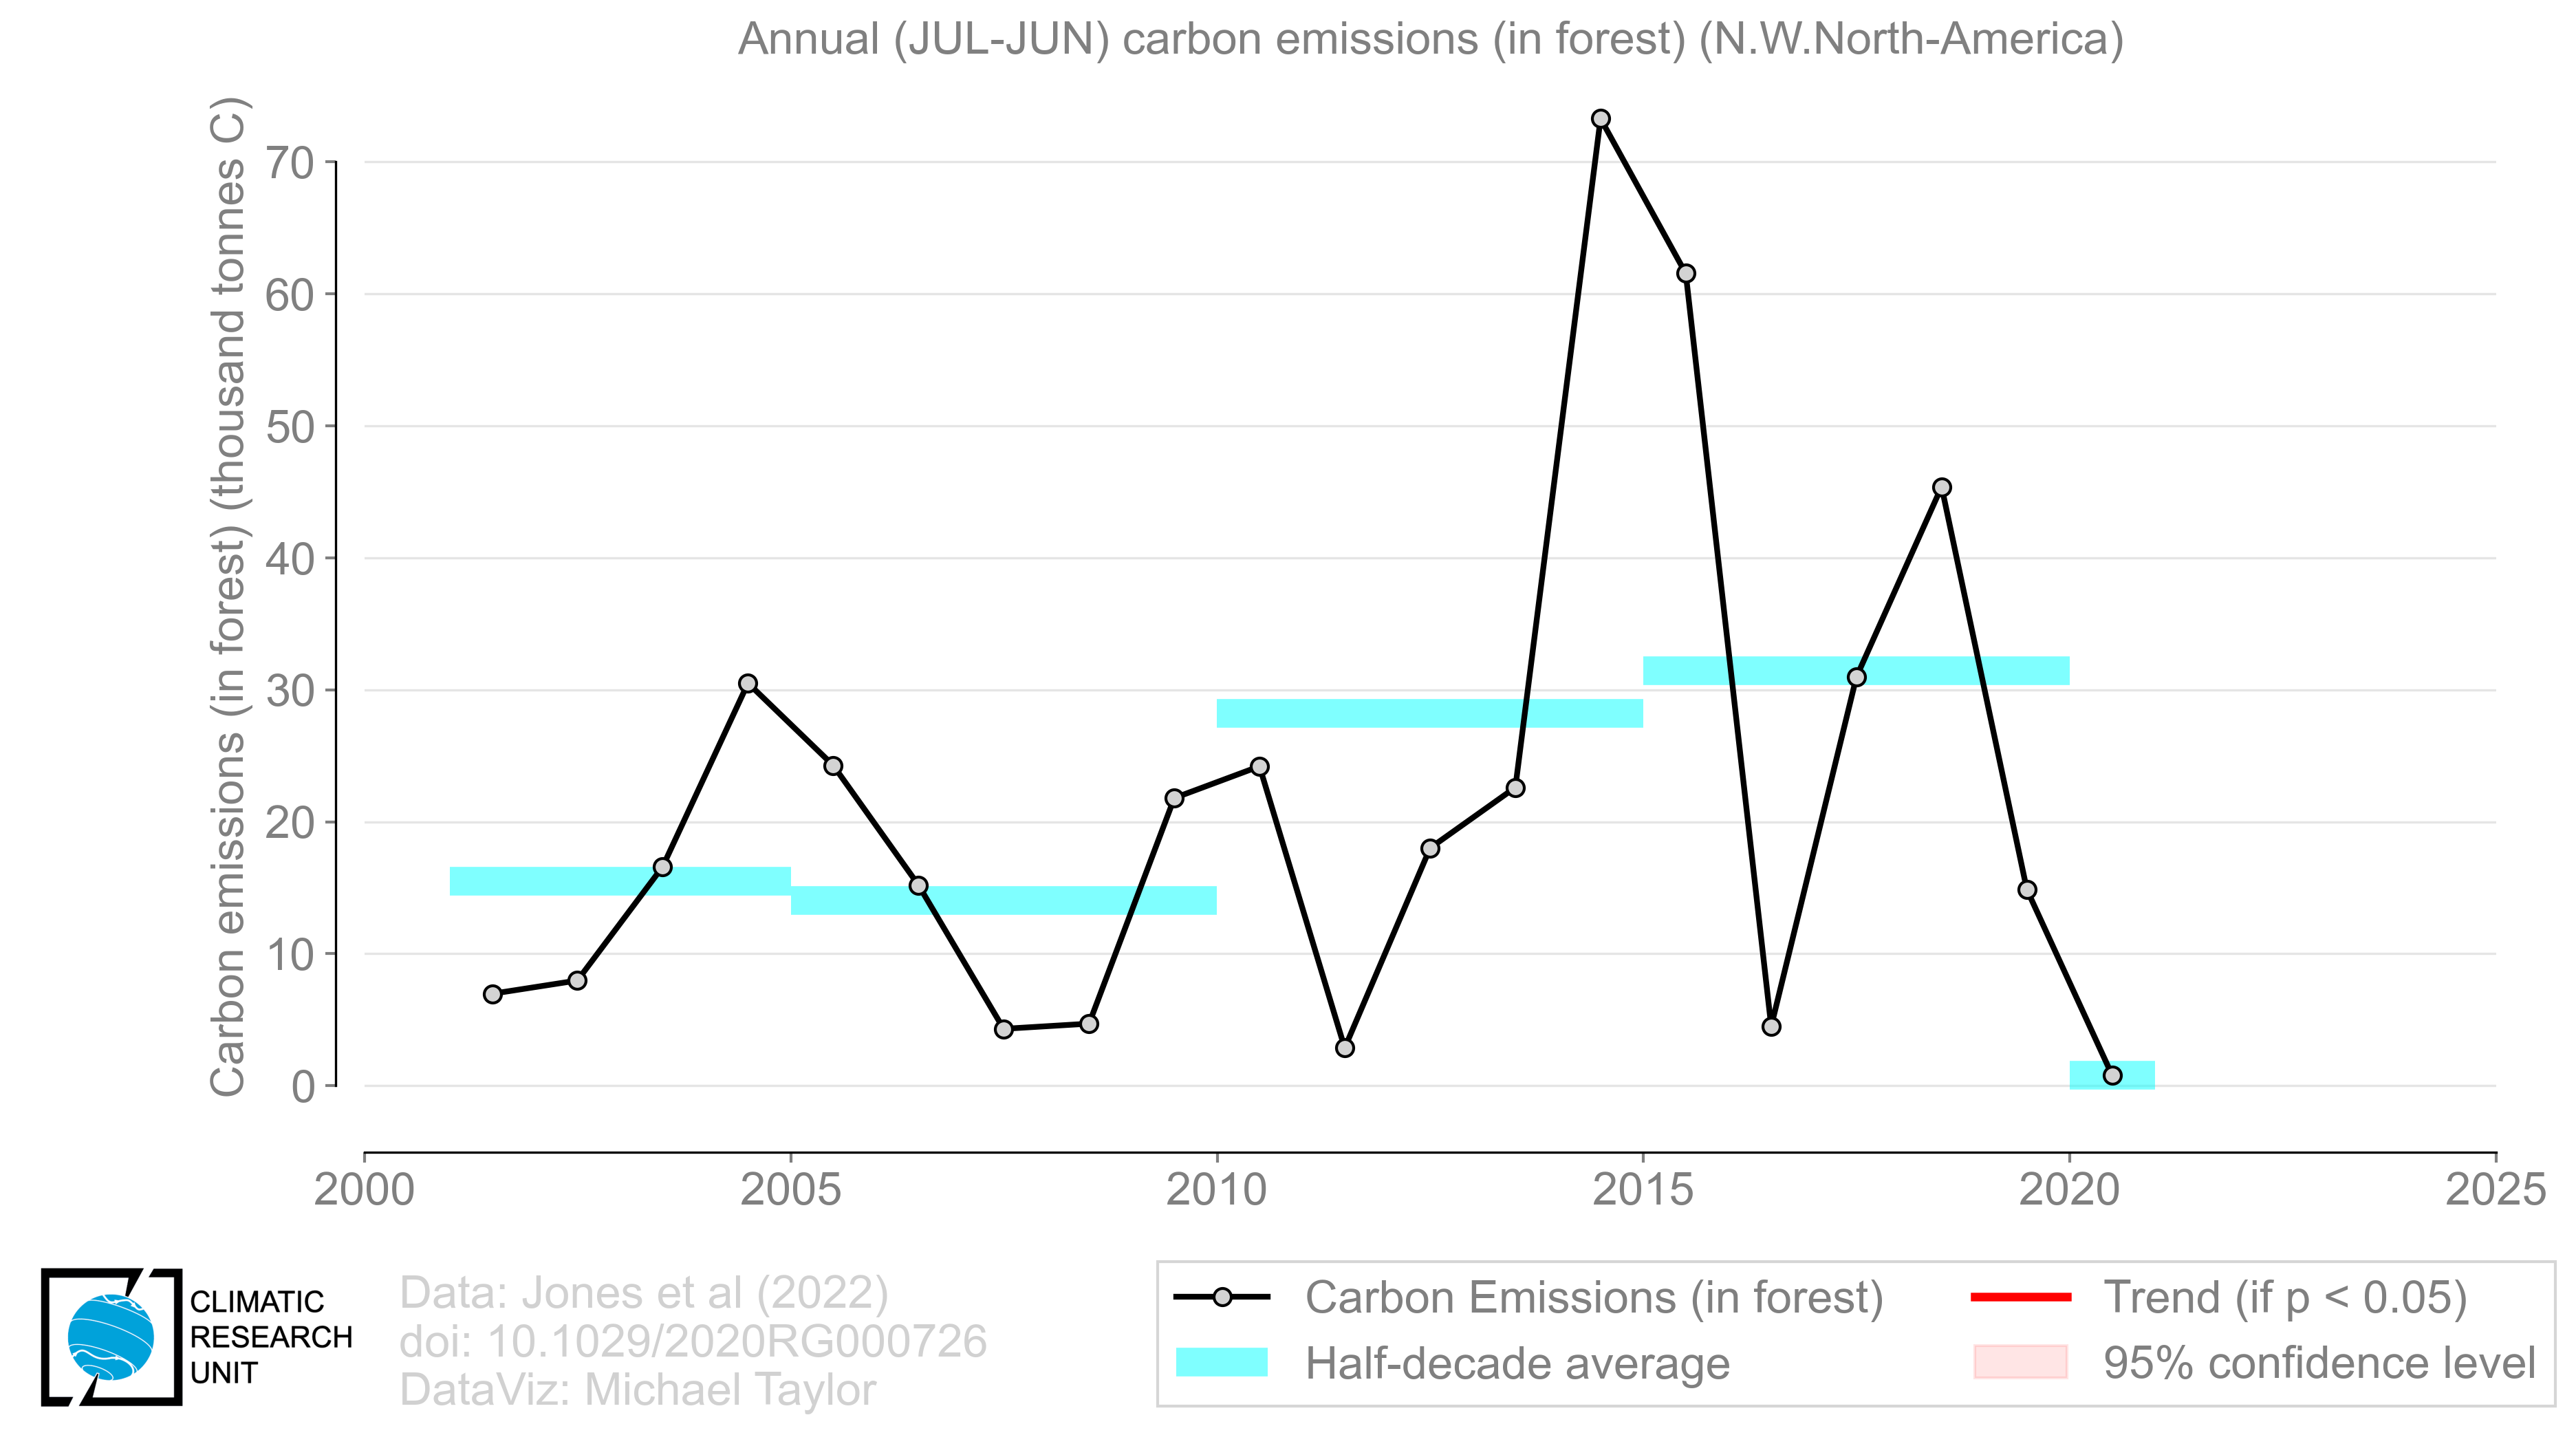 Annual (JUL-JUN) carbon emissions (in forest) (N.W.North-America)
Carbon emissions (in forest) (thousand tonnes C)
70
60
50
40
30
20
10
0
2000 2005 2010 2015 2020 2025
CLIMATIC
RESEARCH
UNIT
Data: Jones et al (2022)
doi: 10.1029/2020RG000726
DataViz: Michael Taylor
Carbon Emissions (in forest)
Half-decade average
Trend (if p < 0.05)
95% confidence level